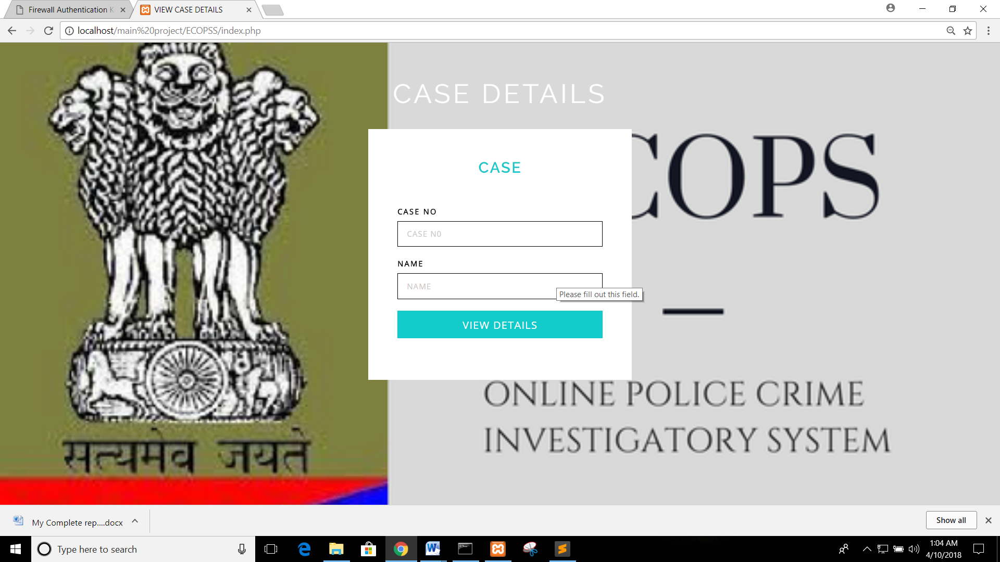 Firewall Authentication K
VIEW CASE DETAILS
localhost/main%20project/ECOPSS/index.php
CASE DETAILS
COPS
CASE
CASE NO
CASE N0
NAME
NAME
Please fill out this field.
VIEW DETAILS
ONLINE POLICE CRIME
INVESTIGATORY SYSTEM
सत्यमेव जयते
My Complete rep....docx
Show all
Type here to search
1:04 AM
4/10/2018